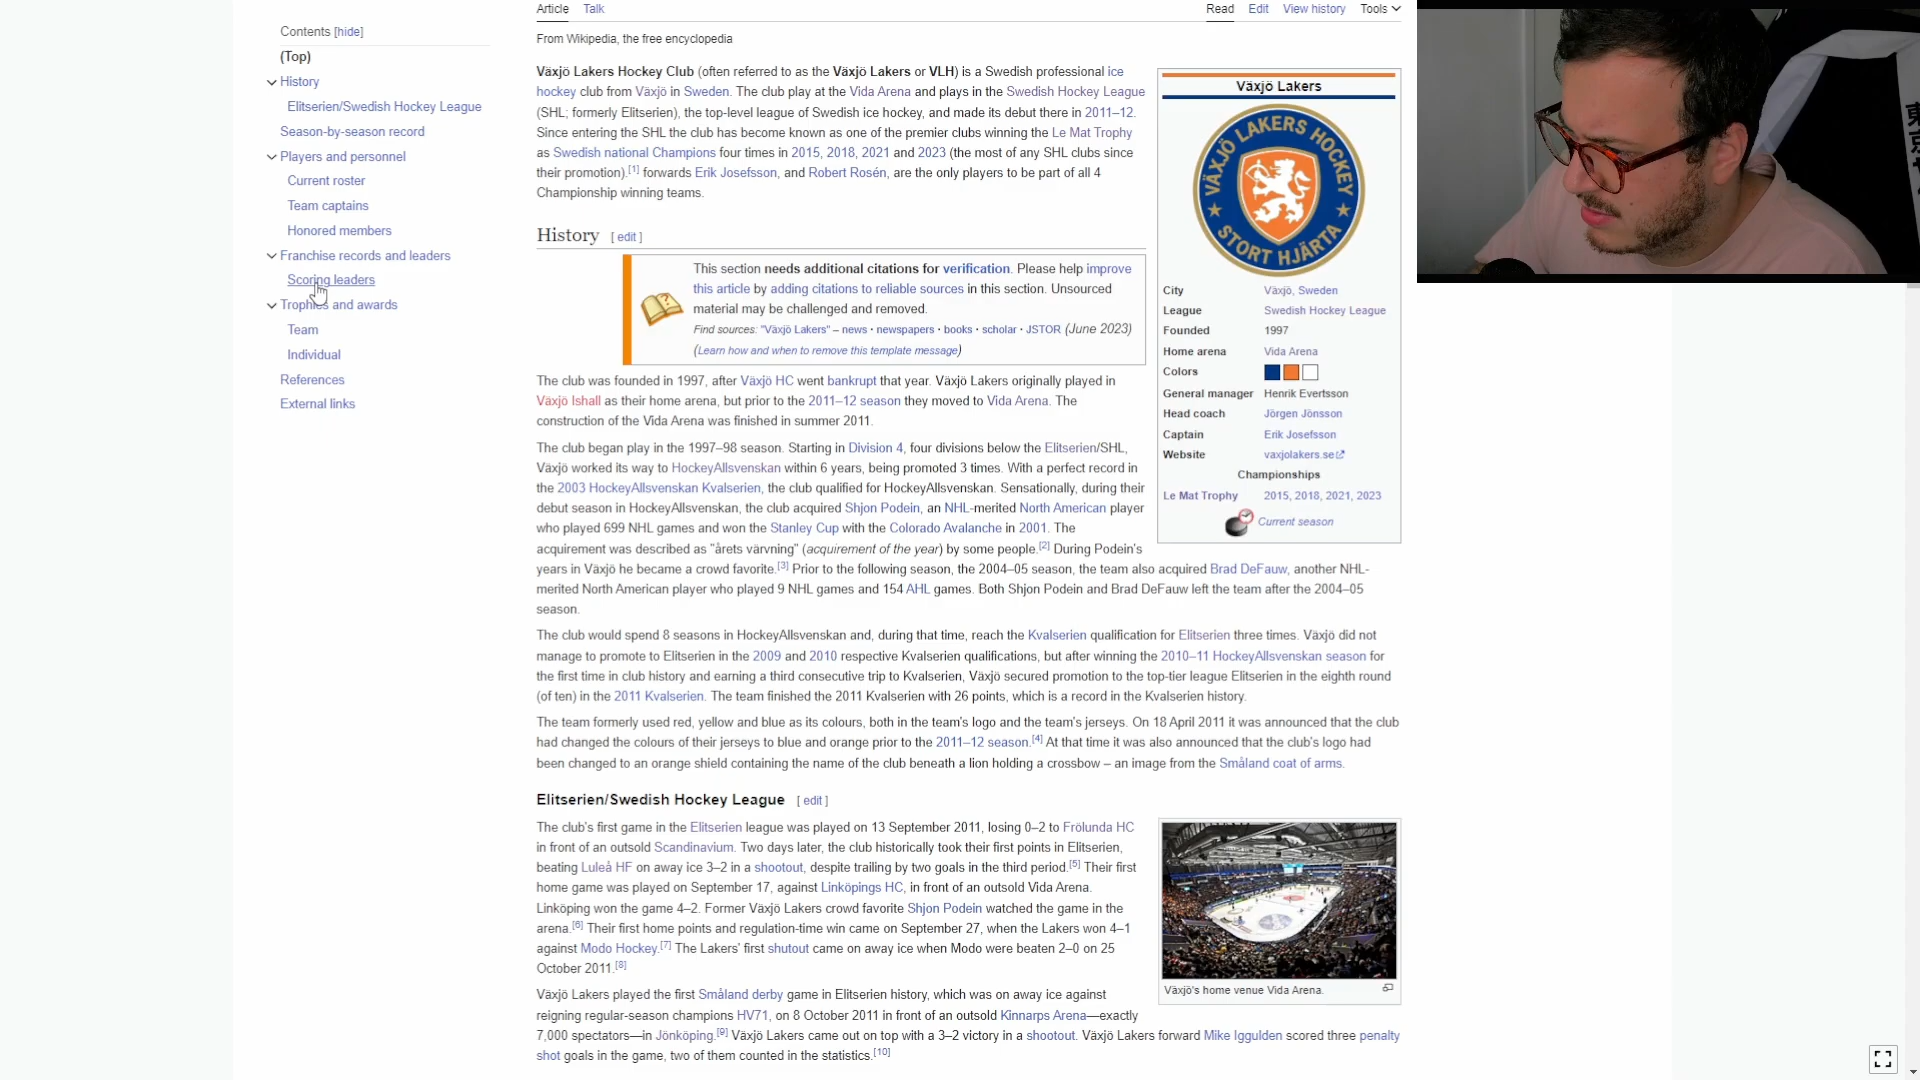 Contents [hide]
(Top)
History
Elitserien/Swedish Hockey League
Season-by-season record
Players and personnel
Current roster
Team captains
Honored members
Franchise records and leaders
Scoring leaders
Trophies and awards
Team
Individual
References
External links
Article Talk
Read Edit View history Tools
From Wikipedia, the free encyclopedia
Växjö Lakers Hockey Club (often referred to as the Växjö Lakers or VLH) is a Swedish professional ice
hockey club from Växjö in Sweden. The club play at the Vida Arena and plays in the Swedish Hockey League
(SHL; formerly Elitserien), the top-level league of Swedish ice hockey, and made its debut there in 2011–12.
Since entering the SHL the club has become known as one of the premier clubs winning the Le Mat Trophy
as Swedish national Champions four times in 2015, 2018, 2021 and 2023 (the most of any SHL clubs since
their promotion).[1] forwards Erik Josefsson, and Robert Rosén, are the only players to be part of all 4
Championship winning teams.
History [ edit ]
This section needs additional citations for verification. Please help improve
this article by adding citations to reliable sources in this section. Unsourced
material may be challenged and removed.
Find sources: "Växjö Lakers" – news · newspapers · books · scholar · JSTOR (June 2023)
(Learn how and when to remove this template message)
The club was founded in 1997, after Växjö HC went bankrupt that year. Växjö Lakers originally played in
Växjö Ishall as their home arena, but prior to the 2011–12 season they moved to Vida Arena. The
construction of the Vida Arena was finished in summer 2011.
The club began play in the 1997–98 season. Starting in Division 4, four divisions below the Elitserien/SHL,
Växjö worked its way to HockeyAllsvenskan within 6 years, being promoted 3 times. With a perfect record in
the 2003 HockeyAllsvenskan Kvalserien, the club qualified for HockeyAllsvenskan. Sensationally, during their
debut season in HockeyAllsvenskan, the club acquired Shjon Podein, an NHL-merited North American player
who played 699 NHL games and won the Stanley Cup with the Colorado Avalanche in 2001. The
acquirement was described as "årets värvning" (acquirement of the year) by some people.[2] During Podein's
years in Växjö he became a crowd favorite.[3] Prior to the following season, the 2004–05 season, the team also acquired Brad DeFauw, another NHL-
merited North American player who played 9 NHL games and 154 AHL games. Both Shjon Podein and Brad DeFauw left the team after the 2004–05
season.
The club would spend 8 seasons in HockeyAllsvenskan and, during that time, reach the Kvalserien qualification for Elitserien three times. Växjö did not
manage to promote to Elitserien in the 2009 and 2010 respective Kvalserien qualifications, but after winning the 2010–11 HockeyAllsvenskan season for
the first time in club history and earning a third consecutive trip to Kvalserien, Växjö secured promotion to the top-tier league Elitserien in the eighth round
(of ten) in the 2011 Kvalserien. The team finished the 2011 Kvalserien with 26 points, which is a record in the Kvalserien history.
The team formerly used red, yellow and blue as its colours, both in the team's logo and the team's jerseys. On 18 April 2011 it was announced that the club
had changed the colours of their jerseys to blue and orange prior to the 2011–12 season.[4] At that time it was also announced that the club's logo had
been changed to an orange shield containing the name of the club beneath a lion holding a crossbow – an image from the Småland coat of arms.
Elitserien/Swedish Hockey League [ edit ]
The club's first game in the Elitserien league was played on 13 September 2011, losing 0–2 to Frölunda HC
in front of an outsold Scandinavium. Two days later, the club historically took their first points in Elitserien,
beating Luleå HF on away ice 3–2 in a shootout, despite trailing by two goals in the third period.[5] Their first
home game was played on September 17, against Linköpings HC, in front of an outsold Vida Arena.
Linköping won the game 4–2. Former Växjö Lakers crowd favorite Shjon Podein watched the game in the
arena.[6] Their first home points and regulation-time win came on September 27, when the Lakers won 4–1
against Modo Hockey.[7] The Lakers' first shutout came on away ice when Modo were beaten 2–0 on 25
October 2011.[8]
Växjö Lakers played the first Småland derby game in Elitserien history, which was on away ice against
reigning regular-season champions HV71, on 8 October 2011 in front of an outsold Kinnarps Arena—exactly
7,000 spectators—in Jönköping.[9] Växjö Lakers came out on top with a 3–2 victory in a shootout. Växjö Lakers forward Mike Iggulden scored three penalty
shot goals in the game, two of them counted in the statistics.[10]
Växjö Lakers
VÄXJÖ LAKERS HOCKEY
STORT HJÄRTA
City Växjö, Sweden
League Swedish Hockey League
Founded 1997
Home arena Vida Arena
Colors
General manager Henrik Evertsson
Head coach Jörgen Jönsson
Captain Erik Josefsson
Website vaxjolakers.se
Championships
Le Mat Trophy 2015, 2018, 2021, 2023
Current season
Växjö's home venue Vida Arena.